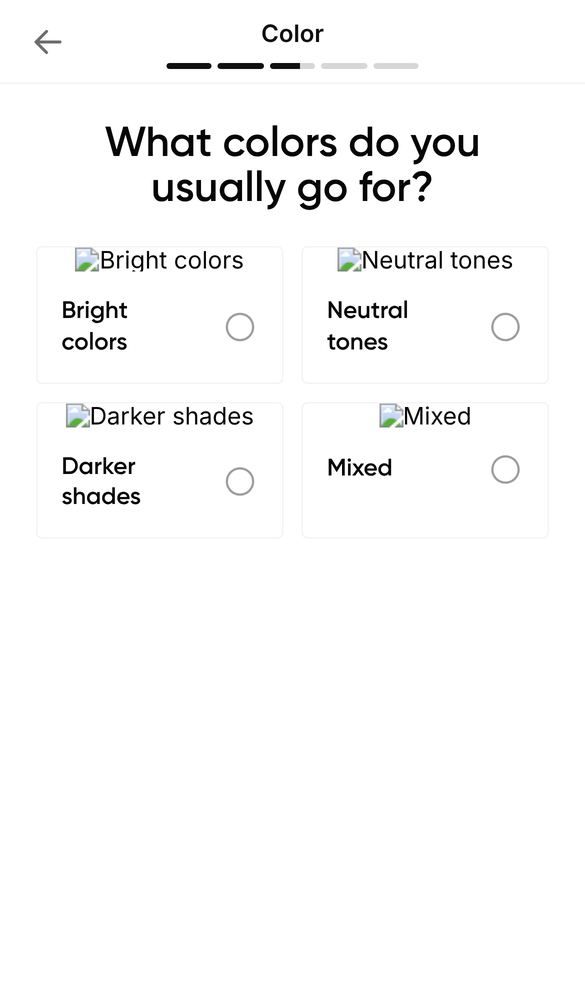 Color
What colors do you
usually go for?
Bright colors
Bright
colors
Neutral tones
Neutral
tones
Darker shades
Darker
shades
Mixed
Mixed